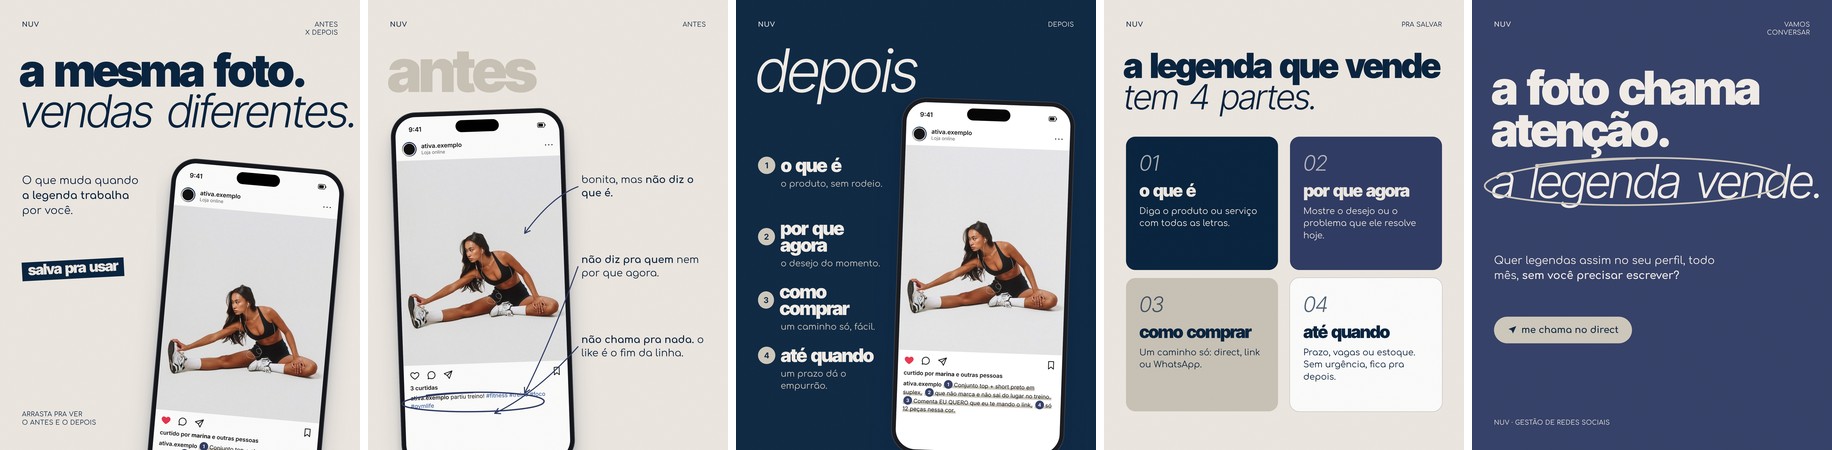 NUV
ANTES
X DEPOIS
a mesma foto.
vendas diferentes.
O que muda quando
a legenda trabalha
por você.
salva pra usar
ARRASTA PRA VER
O ANTES E O DEPOIS
9:41
ativa.exemplo
Loja online
curtido por marina e outras pessoas
ativa.exemplo 1 Conjunto top +
NUV
ANTES
antes
9:41
ativa.exemplo
Loja online
3 curtidas
ativa.exemplo partiu treino! #fitness
#gymlife
bonita, mas não diz o
que é.
não diz pra quem nem
por que agora.
não chama pra nada. o
like é o fim da linha.
NUV
DEPOIS
depois
1 o que é
o produto, sem rodeio.
2 por que
agora
o desejo do momento.
3 como
comprar
um caminho só, fácil.
4 até quando
um prazo dá o
empurrão.
9:41
ativa.exemplo
Loja online
curtido por marina e outras pessoas
ativa.exemplo 1 Conjunto top + short preto em
suplex, 2 que não marca e não sai do lugar no treino.
3 Comenta EU QUERO que eu te mando o link. 4 só
12 peças nessa cor.
NUV
PRA SALVAR
a legenda que vende
tem 4 partes.
01
o que é
Diga o produto ou serviço
com todas as letras.
02
por que agora
Mostre o desejo ou o
problema que ele resolve
hoje.
03
como comprar
Um caminho só: direct, link
ou WhatsApp.
04
até quando
Prazo, vagas ou estoque.
Sem urgência, fica pra
depois.
NUV
VAMOS
CONVERSAR
a foto chama
atenção.
a legenda vende.
Quer legendas assim no seu perfil, todo
mês, sem você precisar escrever?
me chama no direct
NUV · GESTÃO DE REDES SOCIAIS